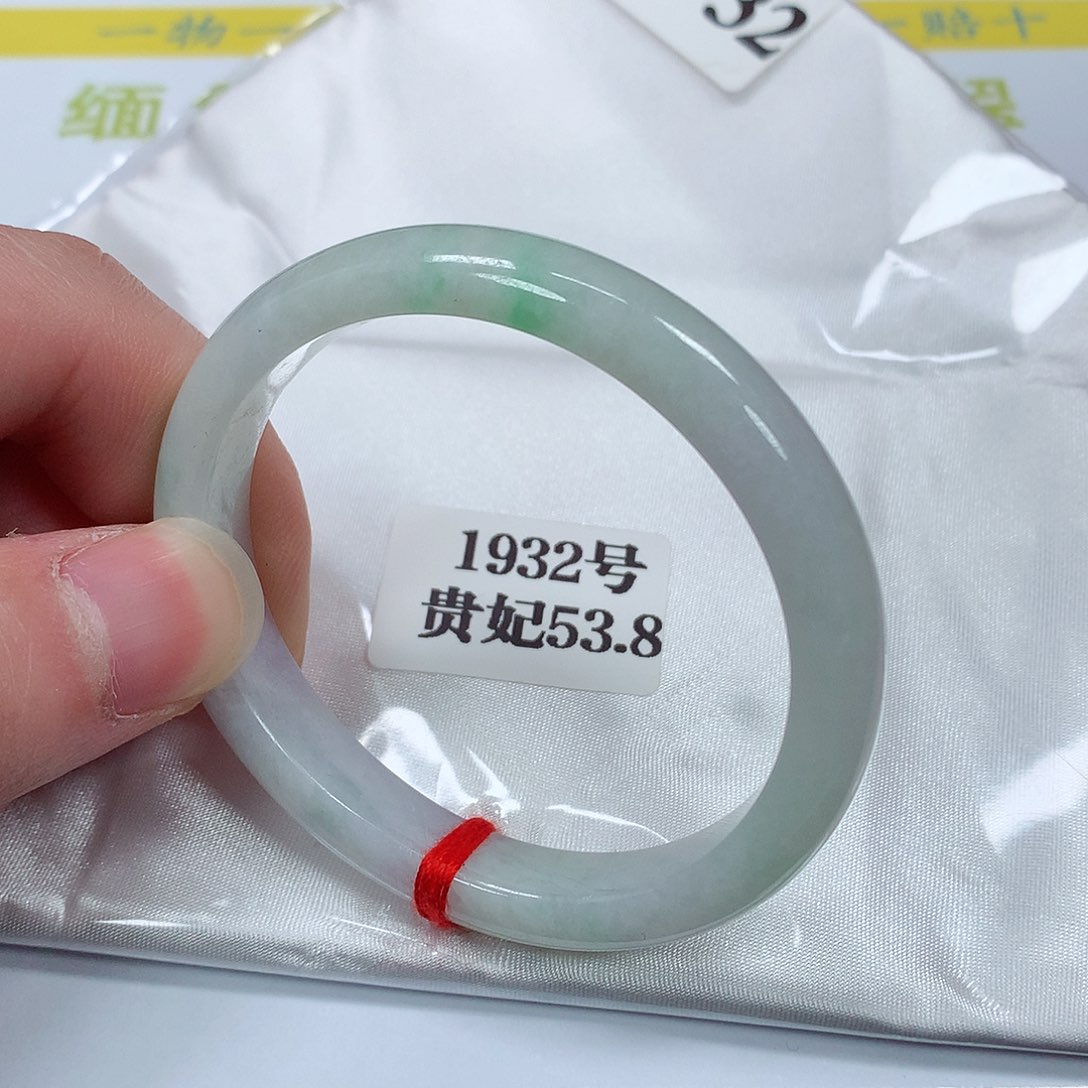 一物一
一赔十
32
缅
1932号
贵妃53.8